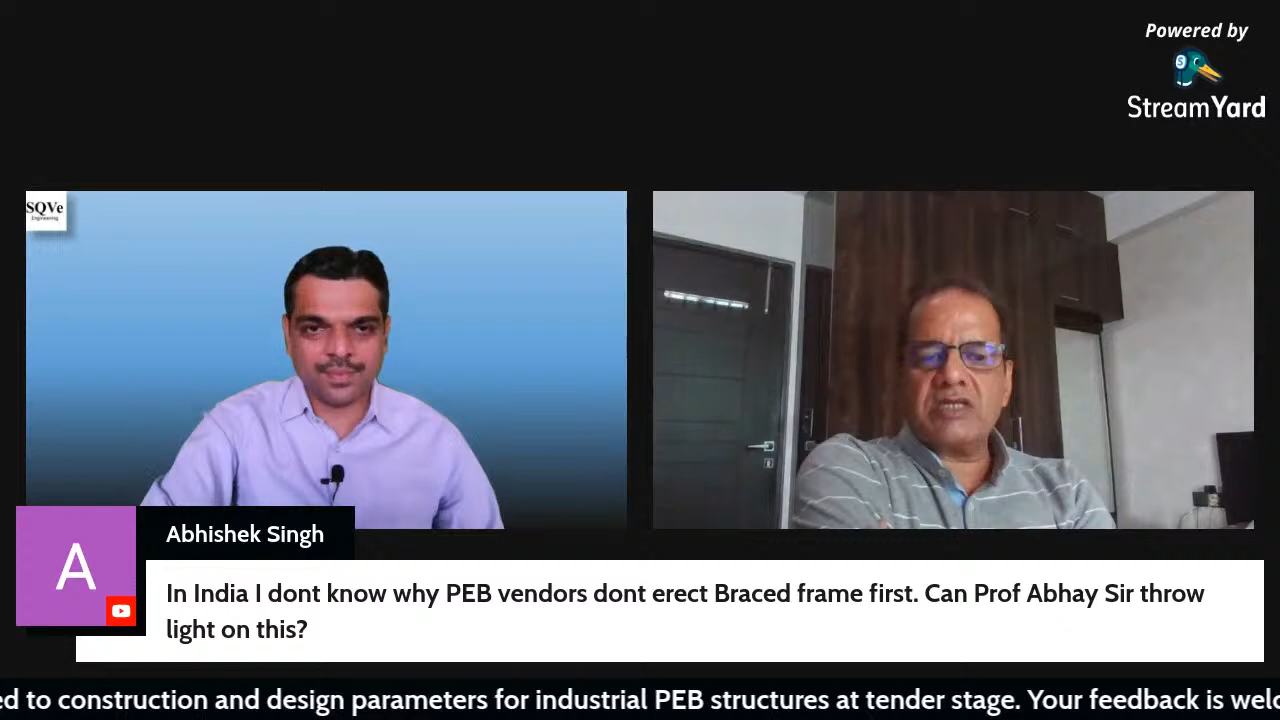 Powered by
S
StreamYard
SQVe
Engineering
A
Abhishek Singh
In India I dont know why PEB vendors dont erect Braced frame first. Can Prof Abhay Sir throw
light on this?
ed to construction and design parameters for industrial PEB structures at tender stage. Your feedback is welc